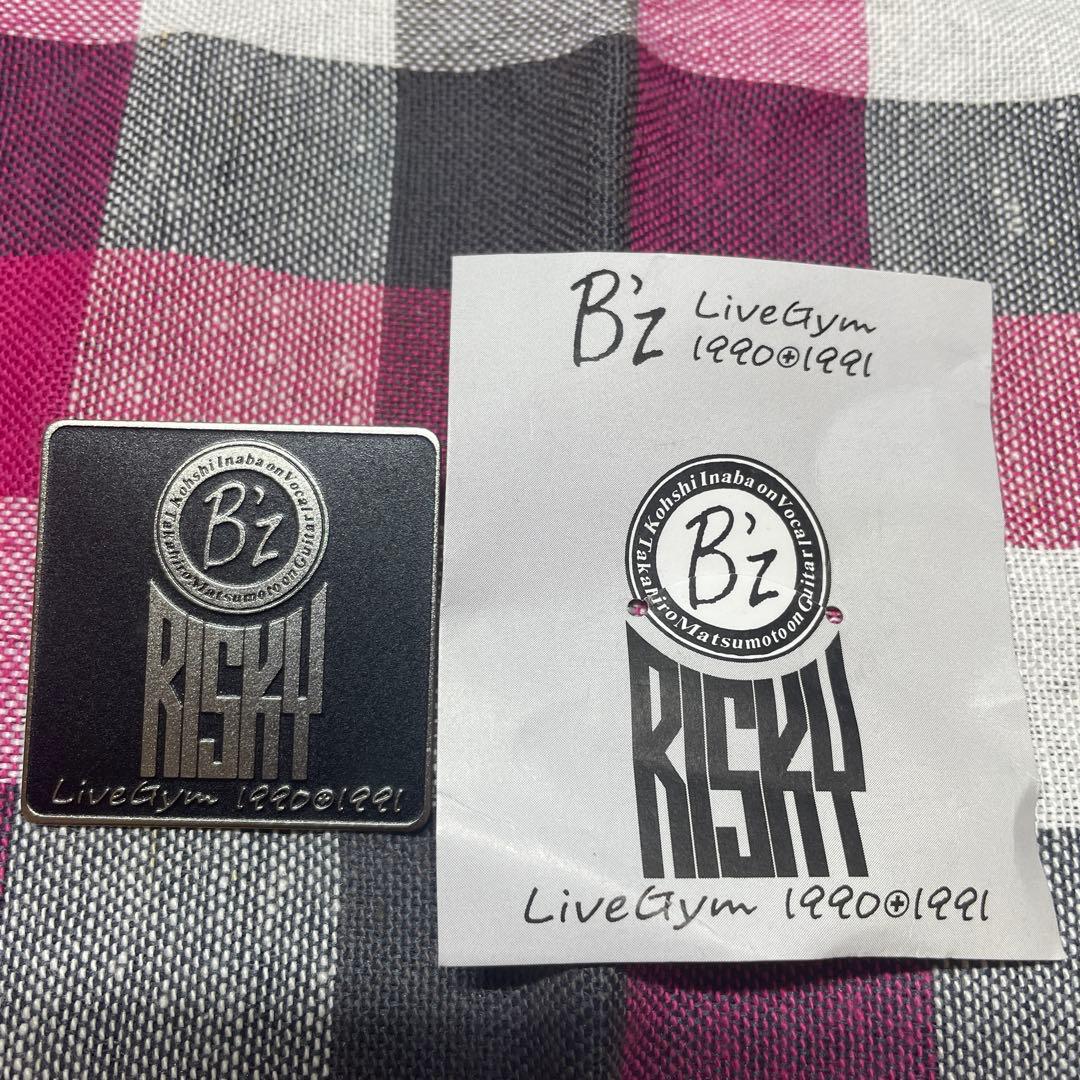 B'z
Kohshi Inaba on Vocal
Takahiro Matsumoto on Guitar
RISKY
LiveGym 1990⊕1991
B'z LiveGym
1990⊕1991
Kohshi Inaba on Vocal
B'z
Takahiro Matsumoto on Guitar
RISKY
LiveGym 1990⊕1991